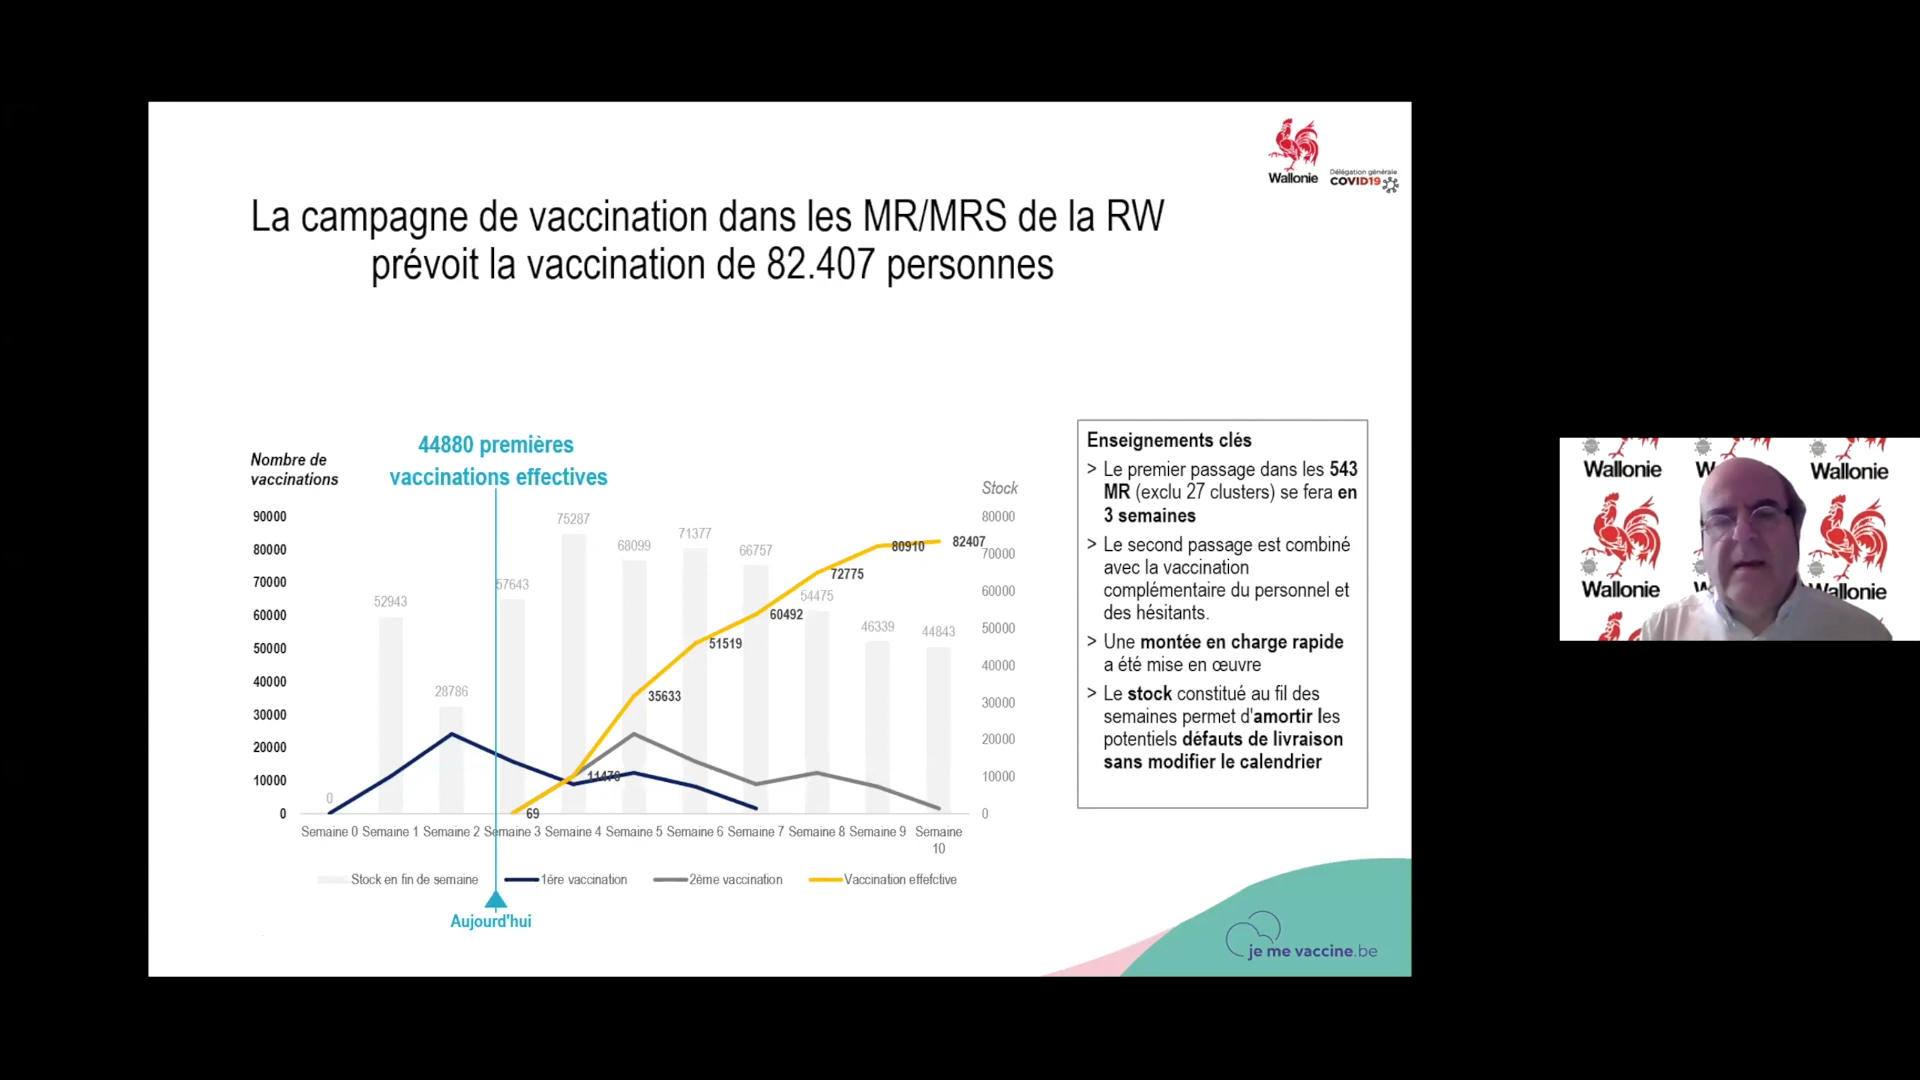 Wallonie
Délégation générale
COVID19
La campagne de vaccination dans les MR/MRS de la RW
prévoit la vaccination de 82.407 personnes
44880 premières
vaccinations effectives
Nombre de
vaccinations
Stock
90000
80000
70000
60000
50000
40000
30000
20000
10000
0
0
52943
28786
57643
75287
68099
71377
66757
54475
46339
44843
69
11476
35633
51519
60492
72775
80910
82407
80000
70000
60000
50000
40000
30000
20000
10000
0
Semaine 0 Semaine 1 Semaine 2 Semaine 3 Semaine 4 Semaine 5 Semaine 6 Semaine 7 Semaine 8 Semaine 9 Semaine
10
Stock en fin de semaine 1ère vaccination 2ème vaccination Vaccination effefctive
Aujourd'hui
Enseignements clés
> Le premier passage dans les 543
MR (exclu 27 clusters) se fera en
3 semaines
> Le second passage est combiné
avec la vaccination
complémentaire du personnel et
des hésitants.
> Une montée en charge rapide
a été mise en œuvre
> Le stock constitué au fil des
semaines permet d'amortir les
potentiels défauts de livraison
sans modifier le calendrier
je me vaccine.be
Wallonie
Wallonie
Wallonie
Wallonie